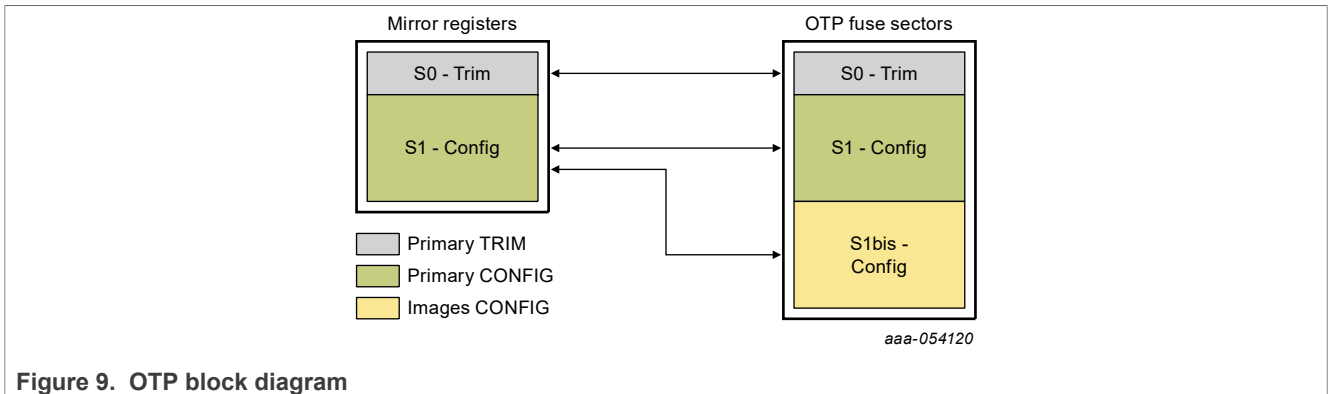 Mirror registers
OTP fuse sectors
S0 - Trim
S0 - Trim
S1 - Config
S1 - Config
S1bis -
Config
Primary TRIM
Primary CONFIG
Images CONFIG
aaa-054120
Figure 9. OTP block diagram